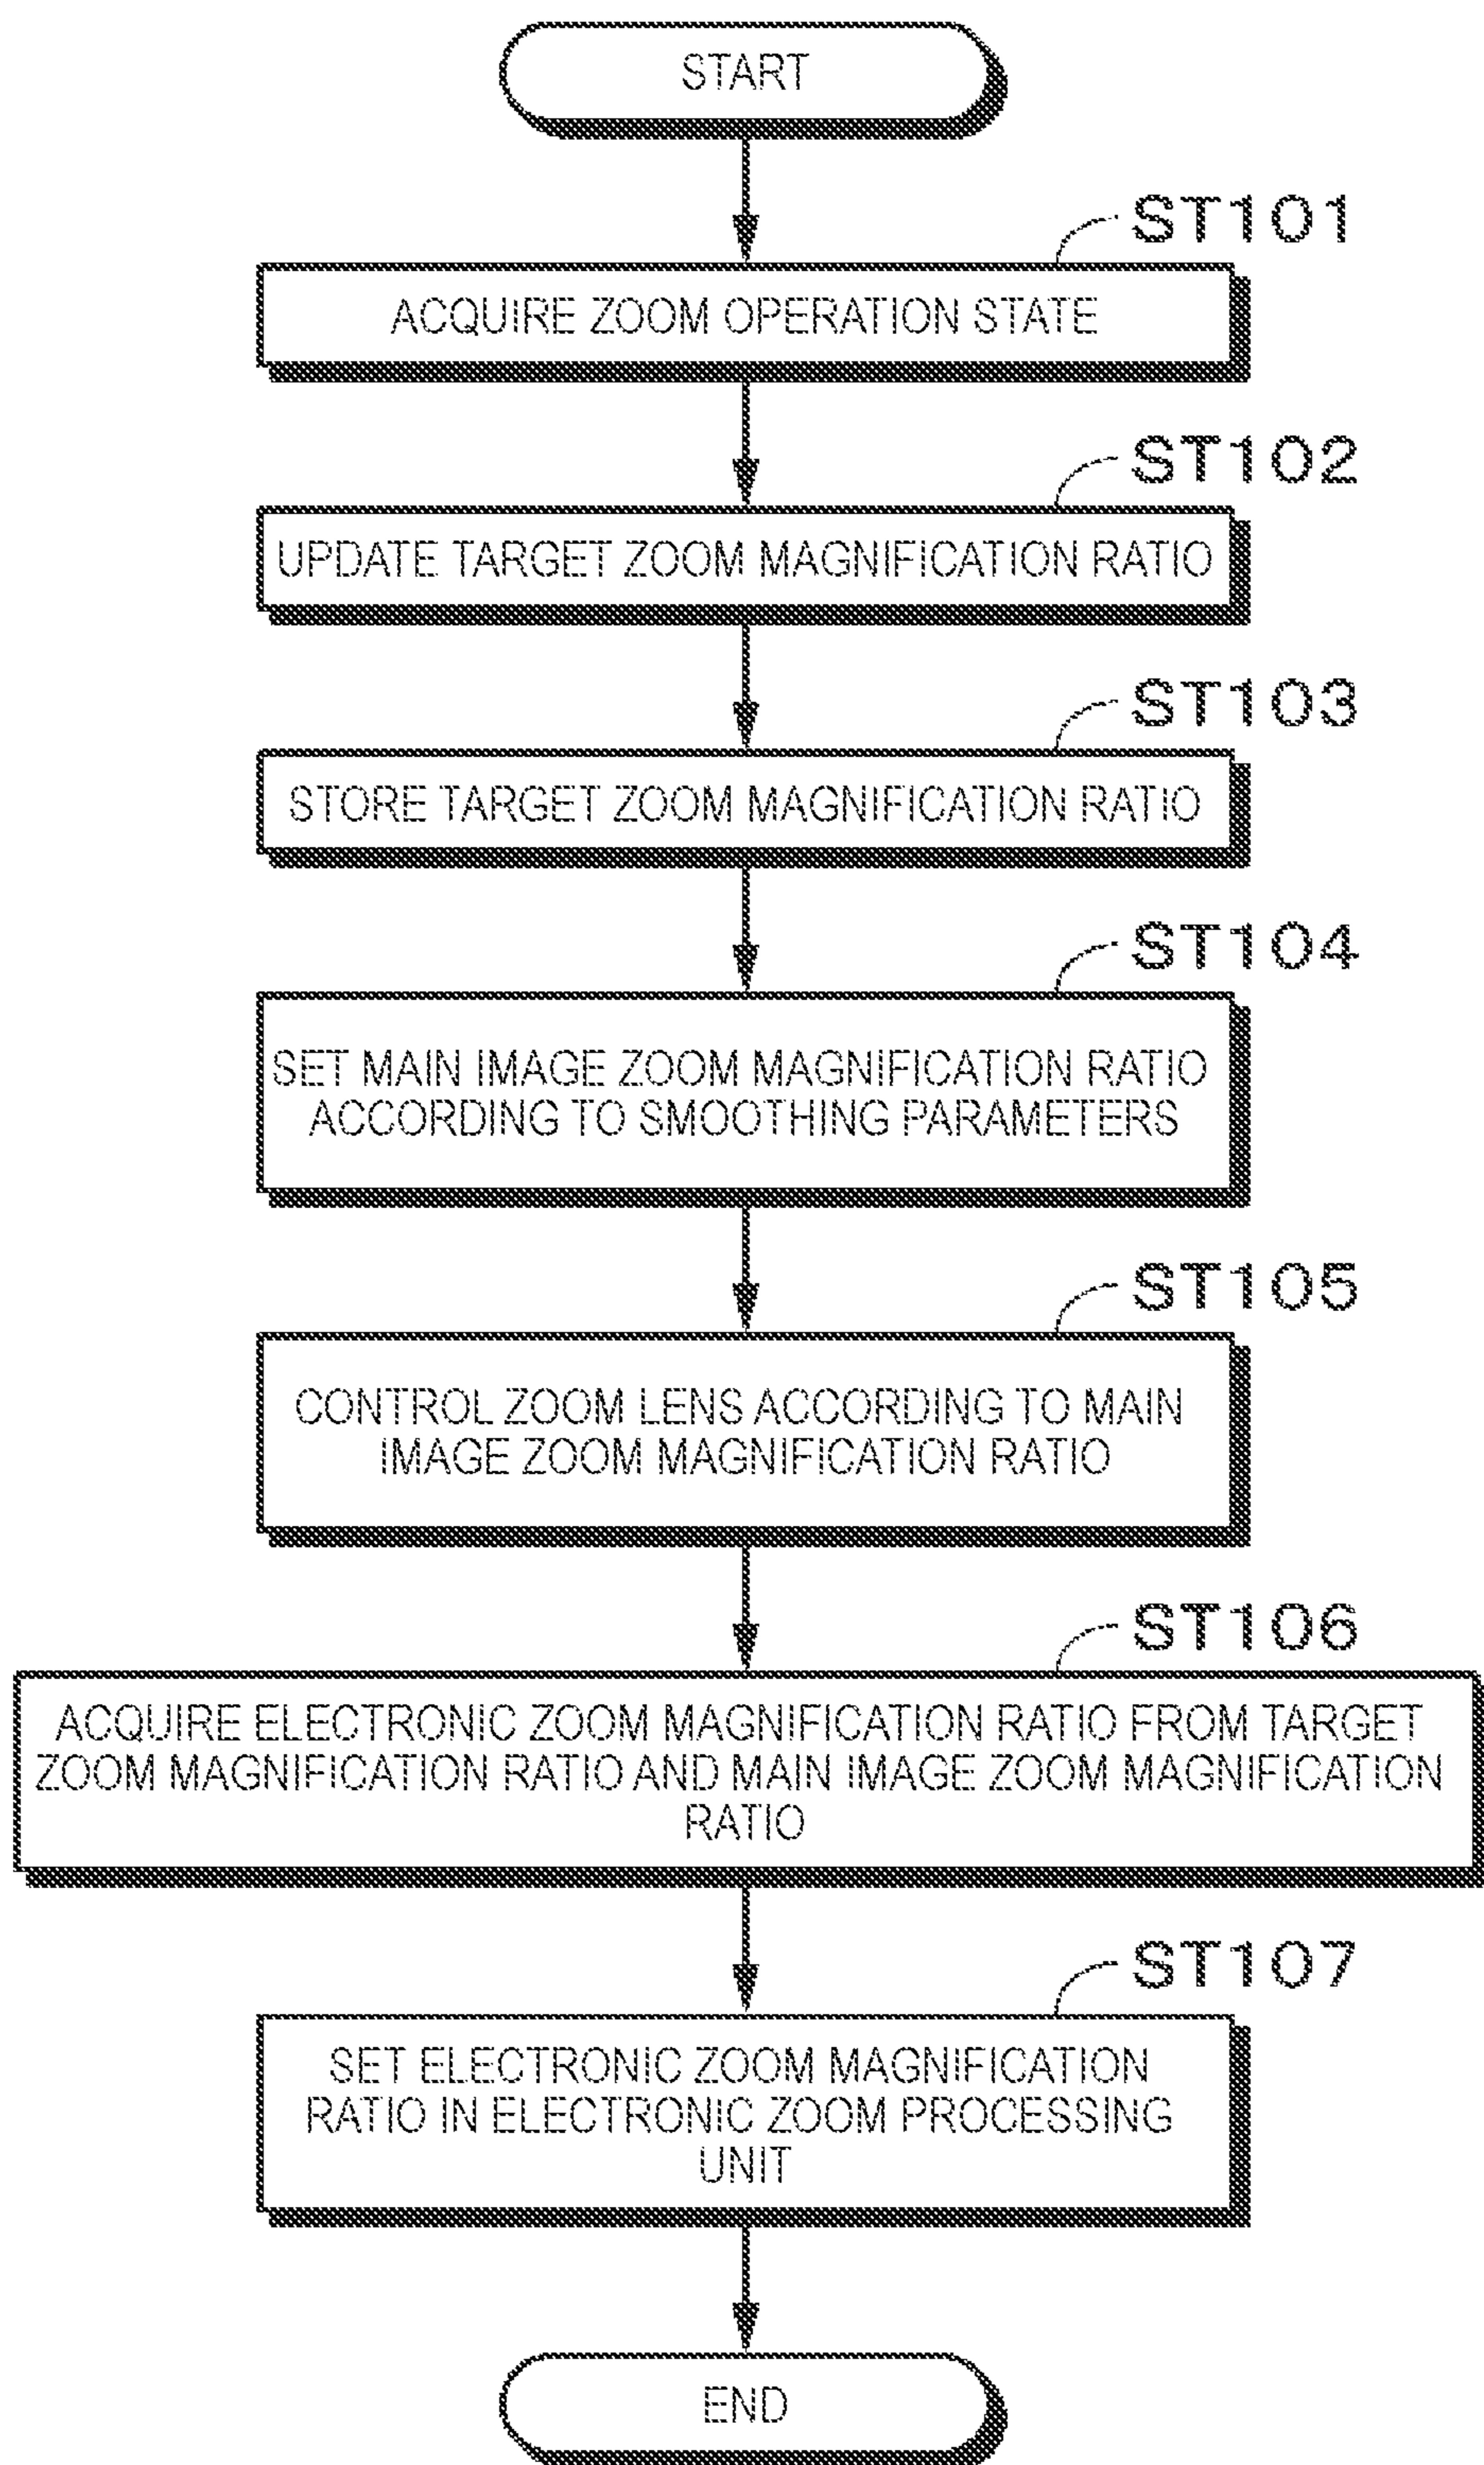 START
ST101
ACQUIRE ZOOM OPERATION STATE
ST102
UPDATE TARGET ZOOM MAGNIFICATION RATIO
ST103
STORE TARGET ZOOM MAGNIFICATION RATIO
ST104
SET MAIN IMAGE ZOOM MAGNIFICATION RATIO
ACCORDING TO SMOOTHING PARAMETERS
ST105
CONTROL ZOOM LENS ACCORDING TO MAIN
IMAGE ZOOM MAGNIFICATION RATIO
ST106
ACQUIRE ELECTRONIC ZOOM MAGNIFICATION RATIO FROM TARGET
ZOOM MAGNIFICATION RATIO AND MAIN IMAGE ZOOM MAGNIFICATION
RATIO
ST107
SET ELECTRONIC ZOOM MAGNIFICATION
RATIO IN ELECTRONIC ZOOM PROCESSING
UNIT
END